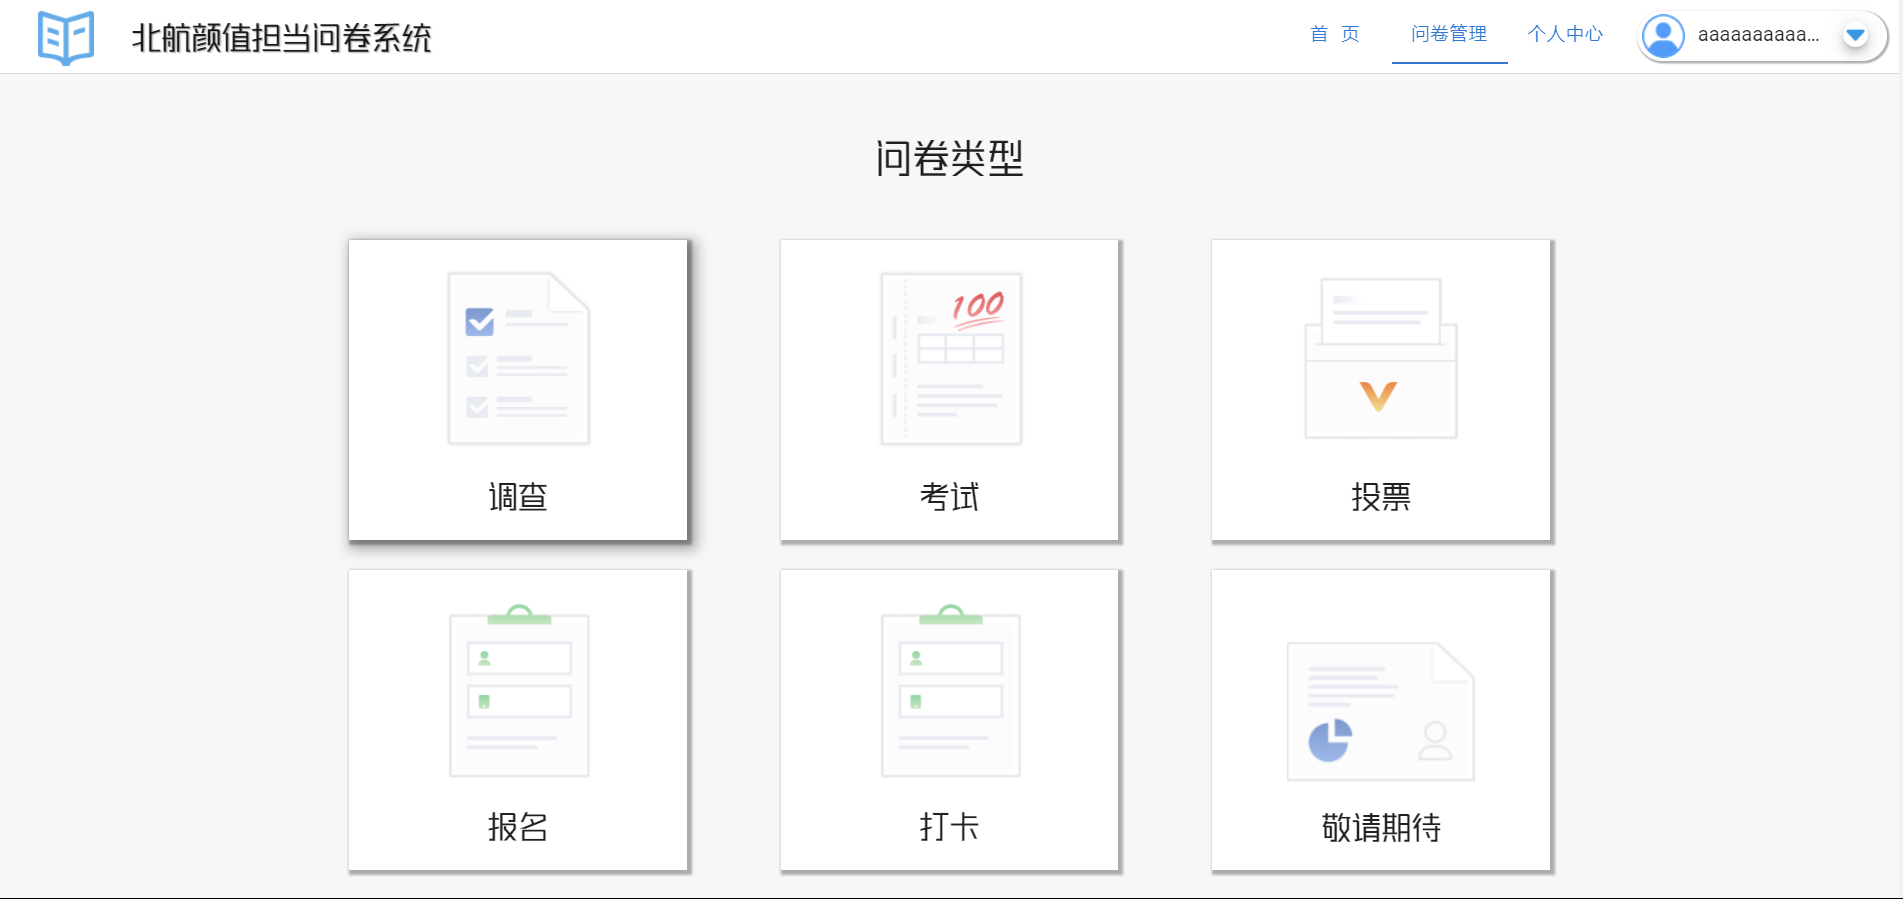 北航颜值担当问卷系统
首 页 问卷管理 个人中心 aaaaaaaaaa...
问卷类型
100
调查 考试 投票
报名 打卡 敬请期待